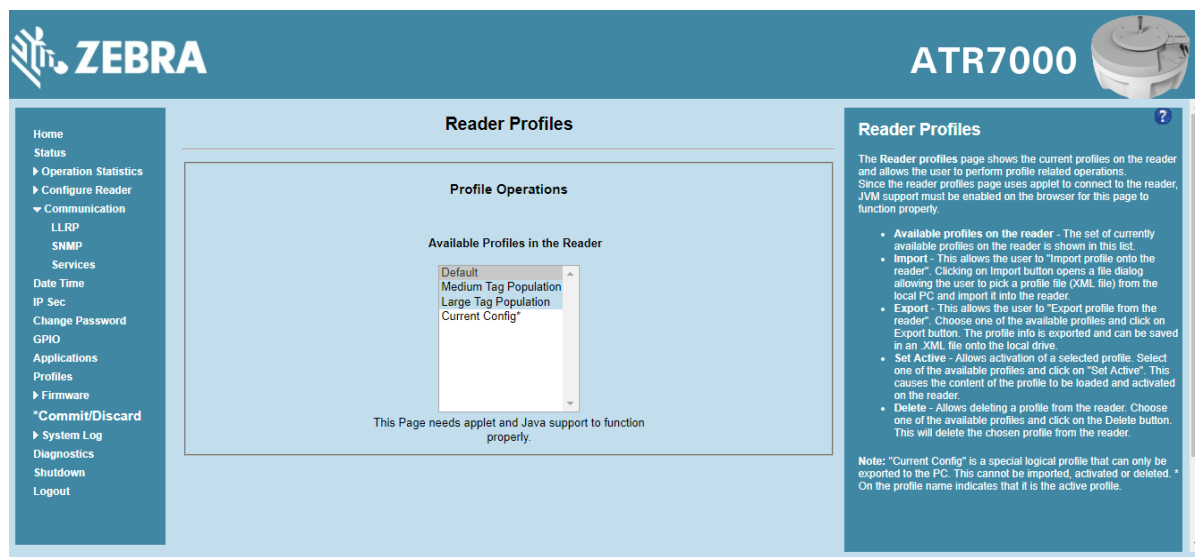 ZEBRA
ATR7000
Home
Status
Operation Statistics
Configure Reader
Communication
LLRP
SNMP
Services
Date Time
IP Sec
Change Password
GPIO
Applications
Profiles
Firmware
*Commit/Discard
System Log
Diagnostics
Shutdown
Logout
Reader Profiles
Profile Operations
Available Profiles in the Reader
Default
Medium Tag Population
Large Tag Population
Current Config*
This Page needs applet and Java support to function
properly.
?
Reader Profiles
The Reader profiles page shows the current profiles on the reader
and allows the user to perform profile related operations.
Since the reader profiles page uses applet to connect to the reader,
JVM support must be enabled on the browser for this page to
function properly.
• Available profiles on the reader - The set of currently
available profiles on the reader is shown in this list.
• Import - This allows the user to "Import profile onto the
reader". Clicking on Import button opens a file dialog
allowing the user to pick a profile file (XML file) from the
local PC and import it into the reader.
• Export - This allows the user to "Export profile from the
reader". Choose one of the available profiles and click on
Export button. The profile info is exported and can be saved
in an .XML file onto the local drive.
• Set Active - Allows activation of a selected profile. Select
one of the available profiles and click on "Set Active". This
causes the content of the profile to be loaded and activated
on the reader.
• Delete - Allows deleting a profile from the reader. Choose
one of the available profiles and click on the Delete button.
This will delete the chosen profile from the reader.
Note: "Current Config" is a special logical profile that can only be
exported to the PC. This cannot be imported, activated or deleted. *
On the profile name indicates that it is the active profile.